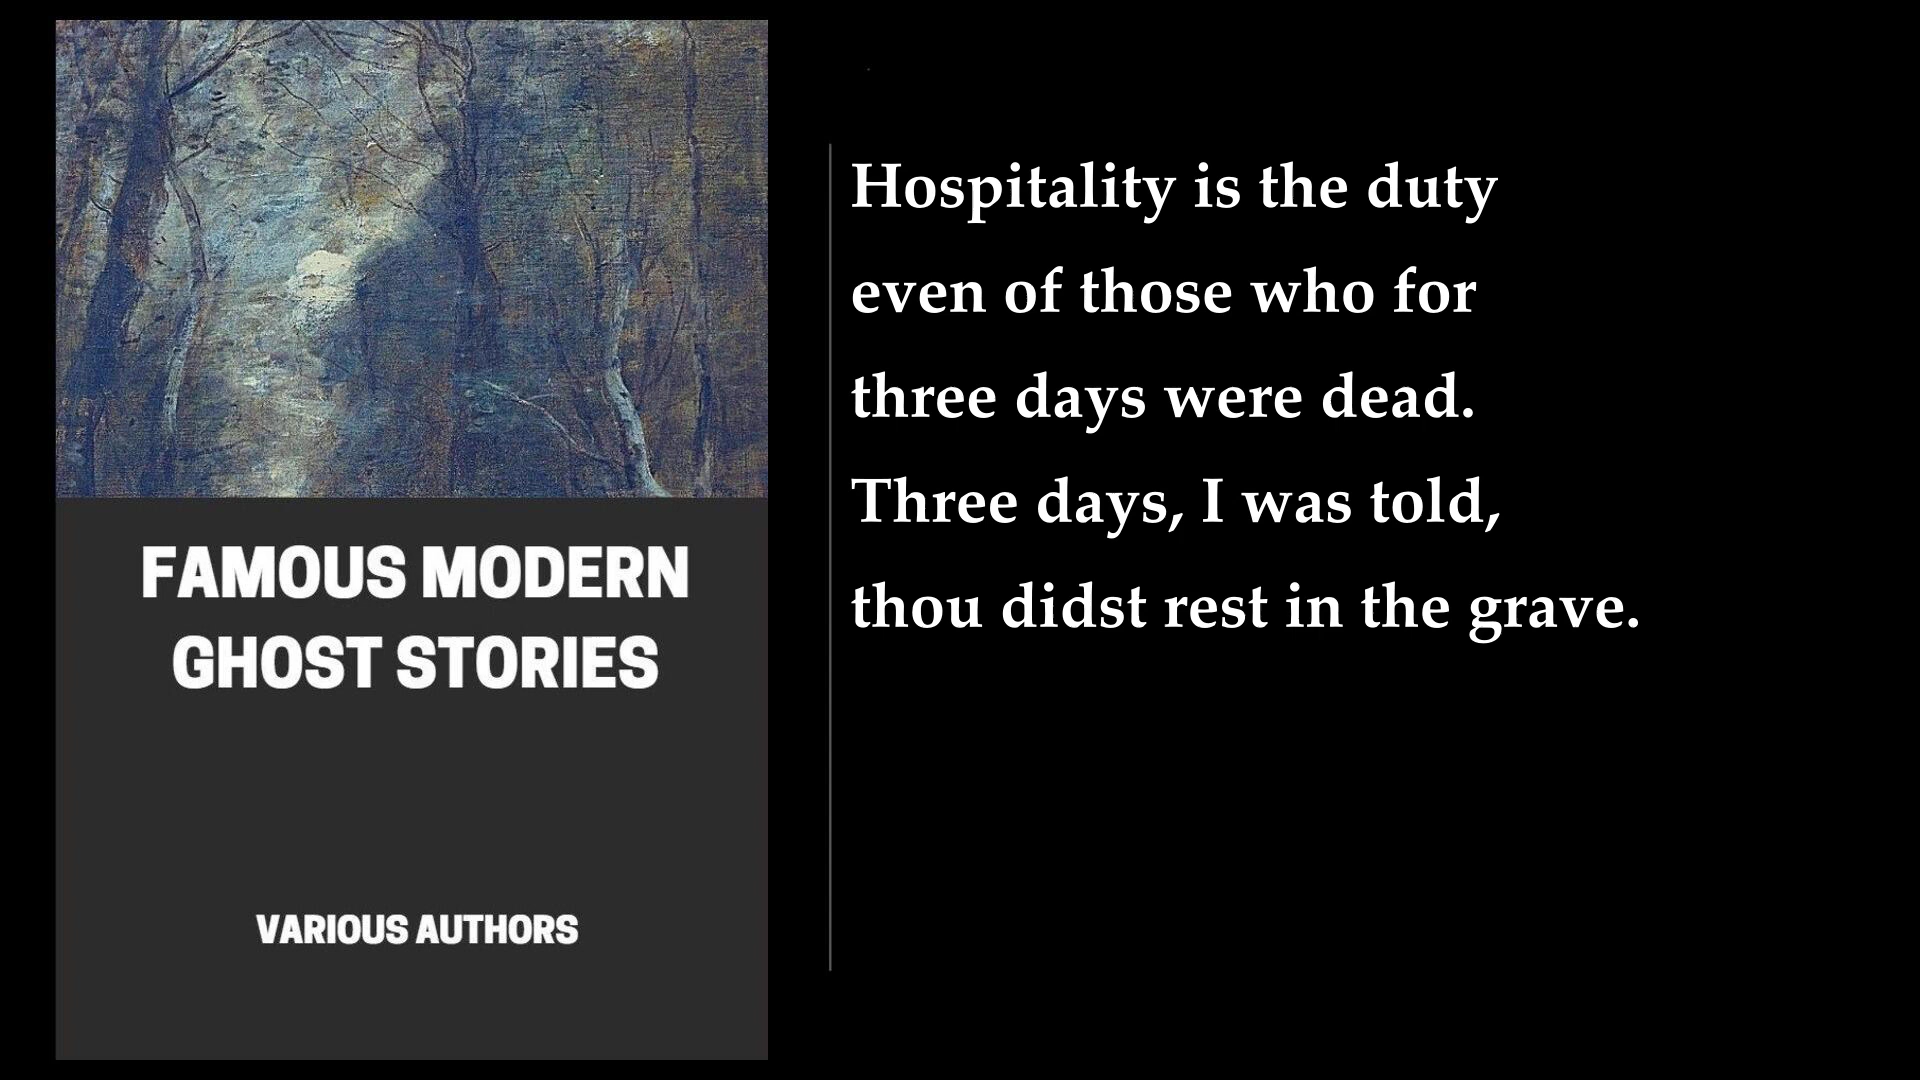 FAMOUS MODERN
GHOST STORIES
VARIOUS AUTHORS
Hospitality is the duty
even of those who for
three days were dead.
Three days, I was told,
thou didst rest in the grave.